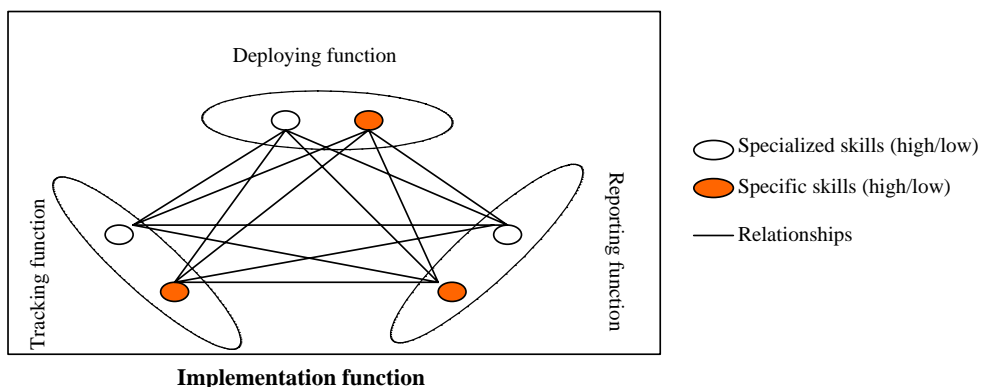 Deploying function
Tracking function
Reporting function
Specialized skills (high/low)
Specific skills (high/low)
Relationships
Implementation function